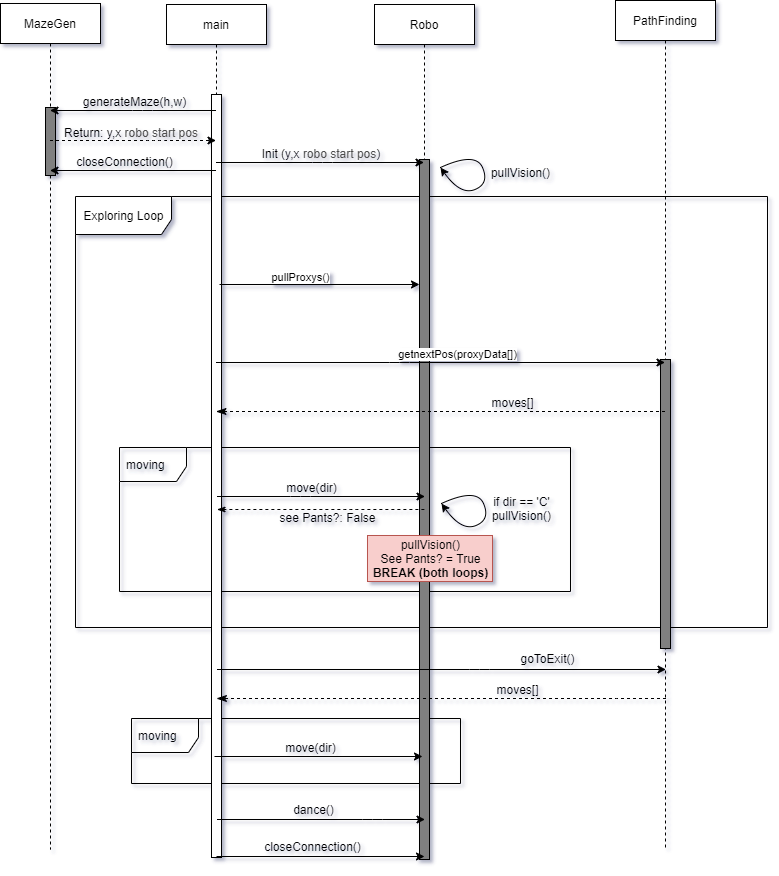 MazeGen
main
Robo
PathFinding
generateMaze(h,w)
Return: y,x robo start pos
closeConnection()
Init (y,x robo start pos)
pullVision()
Exploring Loop
pullProxys()
getnextPos(proxyData[])
moves[]
moving
move(dir)
see Pants?: False
if dir == 'C'
pullVision()
pullVision()
See Pants? = True
BREAK (both loops)
goToExit()
moves[]
moving
move(dir)
dance()
closeConnection()